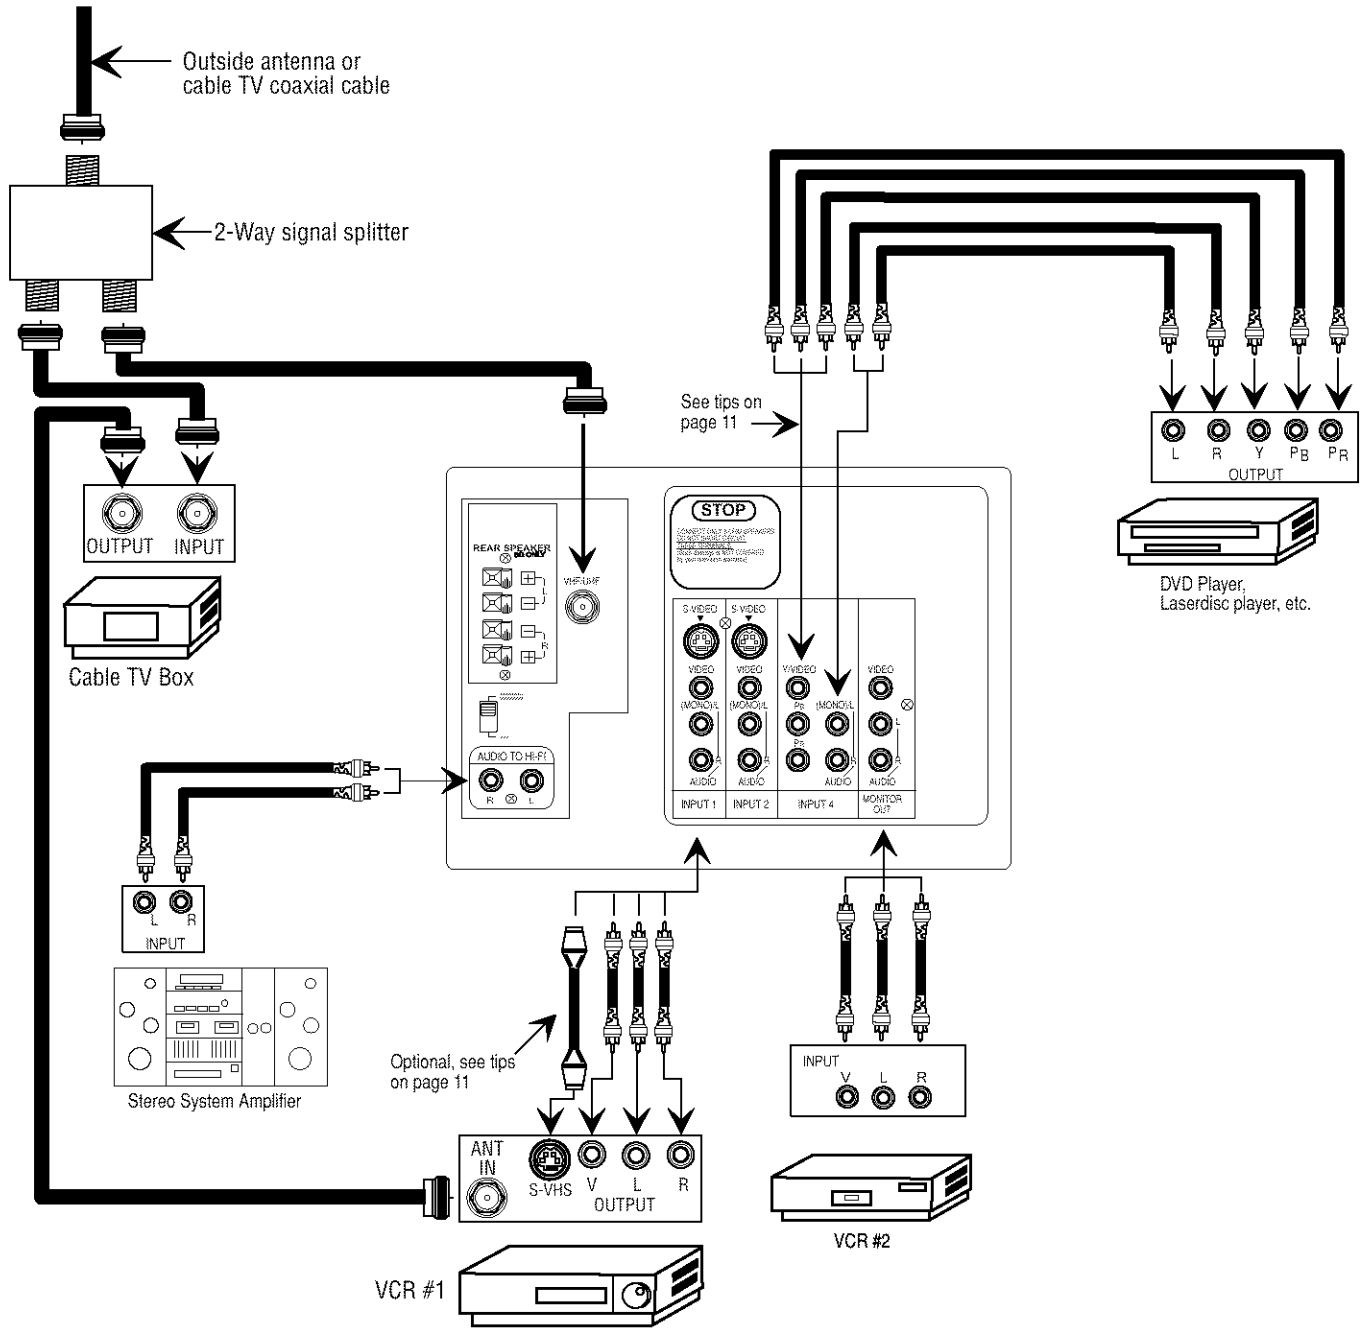 Outside antenna or
cable TV coaxial cable
2-Way signal splitter
See tips on
page 11
L R Y PB PR
OUTPUT
DVD Player,
Laserdisc player, etc.
OUTPUT INPUT
Cable TV Box
REAR SPEAKER
8Ω ONLY
+
−
L
−
+
R
VHF/UHF
STOP
S-VIDEO S-VIDEO
VIDEO VIDEO Y/VIDEO VIDEO
(MONO)/L (MONO)/L PB (MONO)/L L
PR
R R R R
AUDIO AUDIO AUDIO AUDIO
INPUT 1 INPUT 2 INPUT 4 MONITOR
OUT
AUDIO TO HI-FI
R L
L R
INPUT
Stereo System Amplifier
Optional, see tips
on page 11
INPUT
V L R
VCR #2
ANT
IN
S-VHS V L R
OUTPUT
VCR #1